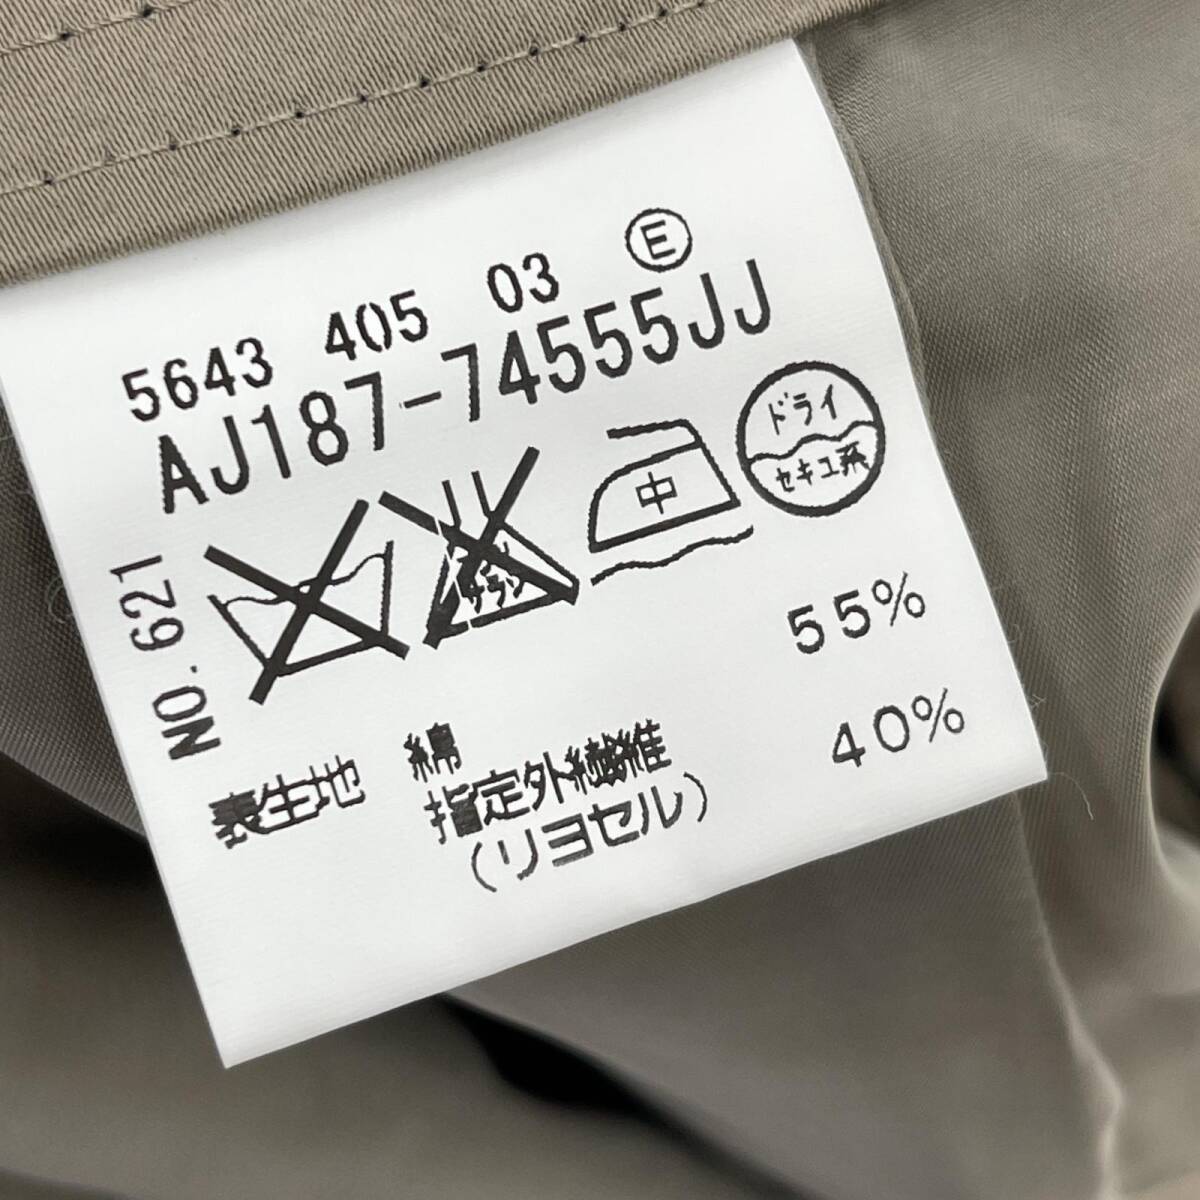 5643 405 03 Ⓔ
AJ187-74555JJ
中
ドライ
セキユ系
NO.621
表生地 綿 55%
指定外繊維 40%
(リヨセル)